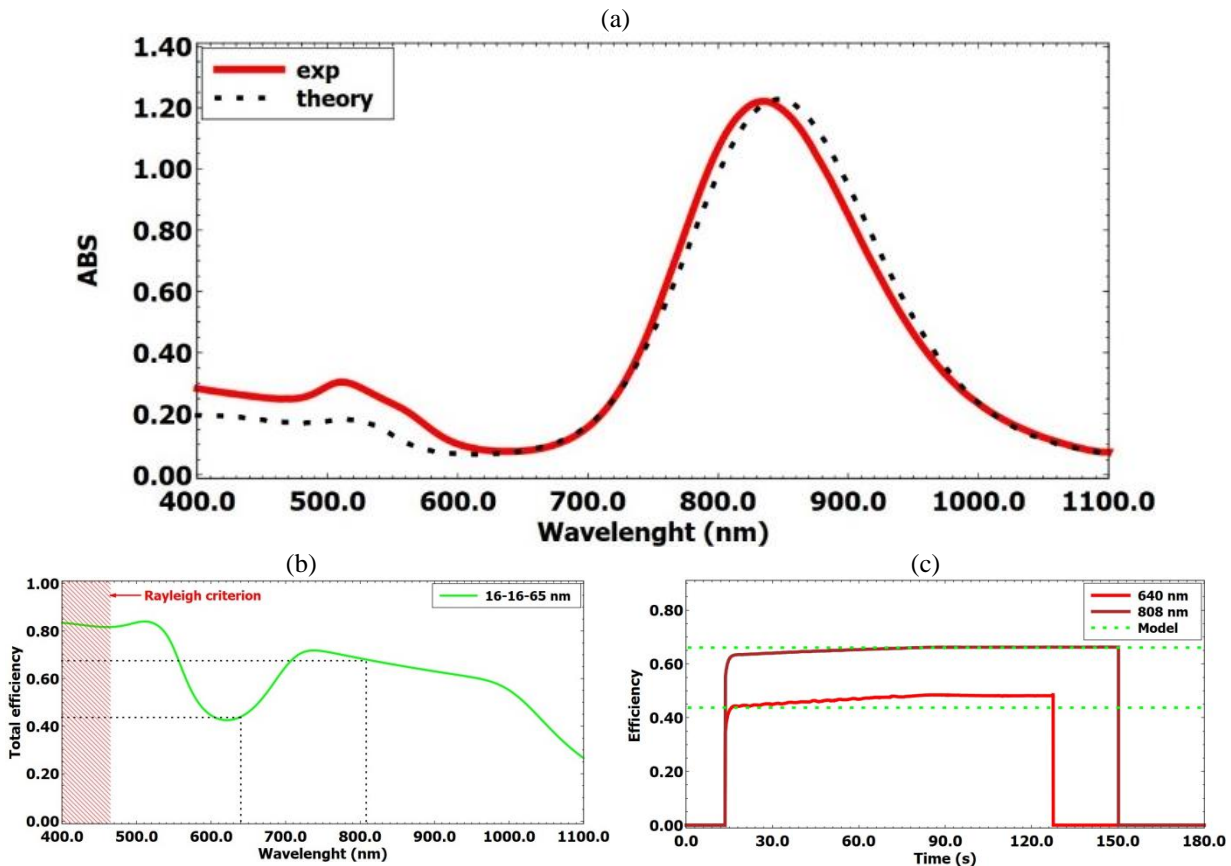 (a)
1.40
1.20
1.00
0.80
0.60
0.40
0.20
0.00
ABS
exp
theory
400.0 500.0 600.0 700.0 800.0 900.0 1000.0 1100.0
Wavelenght (nm)
(b)
1.00
0.80
0.60
0.40
0.20
0.00
Total efficiency
Rayleigh criterion
16-16-65 nm
400.0 500.0 600.0 700.0 800.0 900.0 1000.0 1100.0
Wavelenght (nm)
(c)
0.80
0.60
0.40
0.20
0.00
Efficiency
640 nm
808 nm
Model
0.0 30.0 60.0 90.0 120.0 150.0 180.0
Time (s)